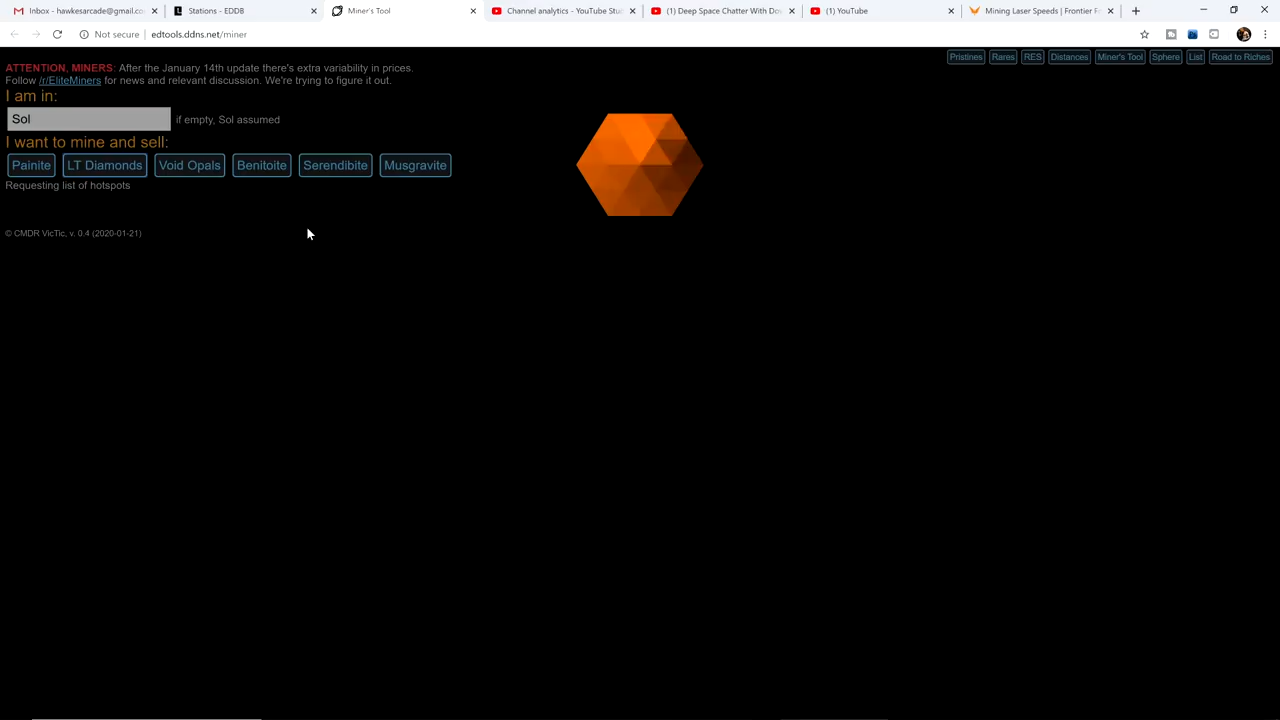 Inbox - hawkesarcade@gmail.co
Stations - EDDB
Miner's Tool
Channel analytics - YouTube Stu
(1) Deep Space Chatter With Do
(1) YouTube
Mining Laser Speeds | Frontier F
Not secure
edtools.ddns.net/miner
Pristines
Rares
RES
Distances
Miner's Tool
Sphere
List
Road to Riches
ATTENTION, MINERS: After the January 14th update there's extra variability in prices.
Follow /r/EliteMiners for news and relevant discussion. We're trying to figure it out.
I am in:
Sol
if empty, Sol assumed
I want to mine and sell:
Painite
LT Diamonds
Void Opals
Benitoite
Serendibite
Musgravite
Requesting list of hotspots
© CMDR VicTic, v. 0.4 (2020-01-21)